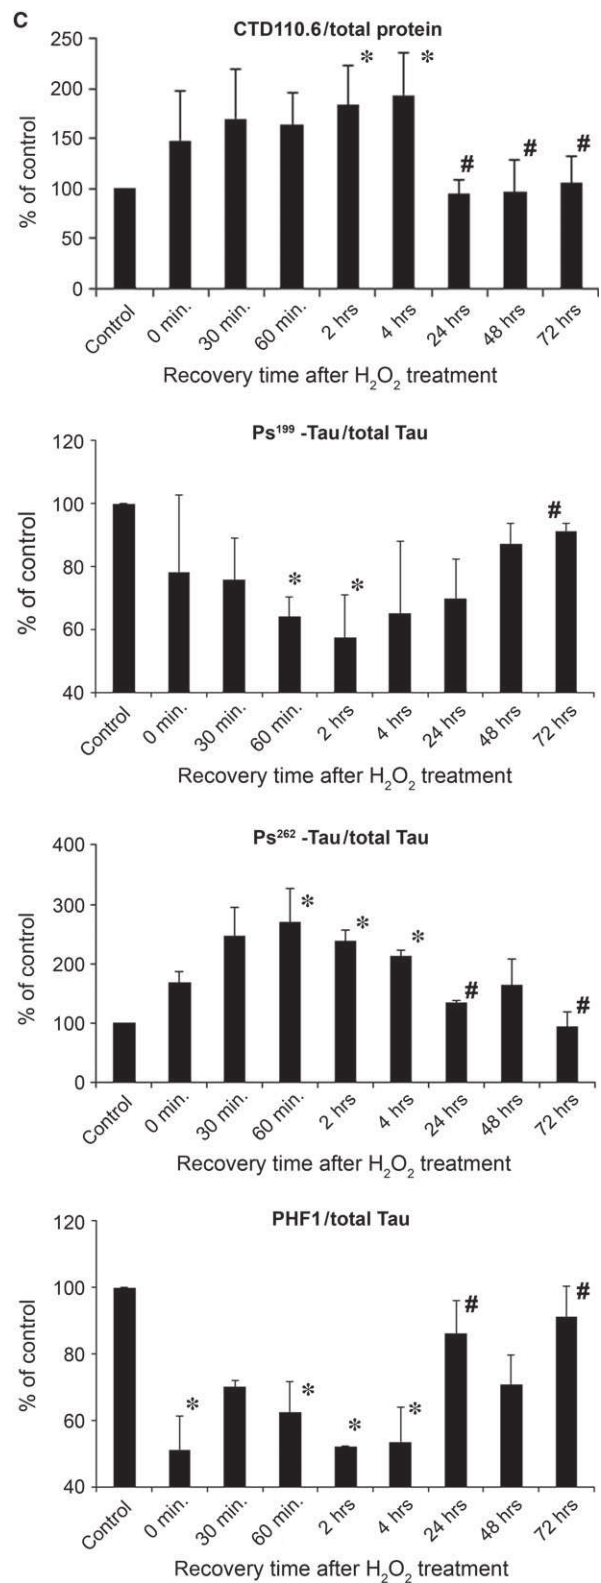 C
CTD110.6/total protein
% of control
250
200
150
100
50
0
* * # # #
Control 0 min. 30 min. 60 min. 2 hrs 4 hrs 24 hrs 48 hrs 72 hrs
Recovery time after H₂O₂ treatment
Ps¹⁹⁹ -Tau/total Tau
% of control
120
100
80
60
40
* * #
Control 0 min. 30 min. 60 min. 2 hrs 4 hrs 24 hrs 48 hrs 72 hrs
Recovery time after H₂O₂ treatment
Ps²⁶² -Tau/total Tau
% of control
400
300
200
100
0
* * * # #
Control 0 min. 30 min. 60 min. 2 hrs 4 hrs 24 hrs 48 hrs 72 hrs
Recovery time after H₂O₂ treatment
PHF1/total Tau
% of control
120
100
80
60
40
* * * * # #
Control 0 min. 30 min. 60 min. 2 hrs 4 hrs 24 hrs 48 hrs 72 hrs
Recovery time after H₂O₂ treatment